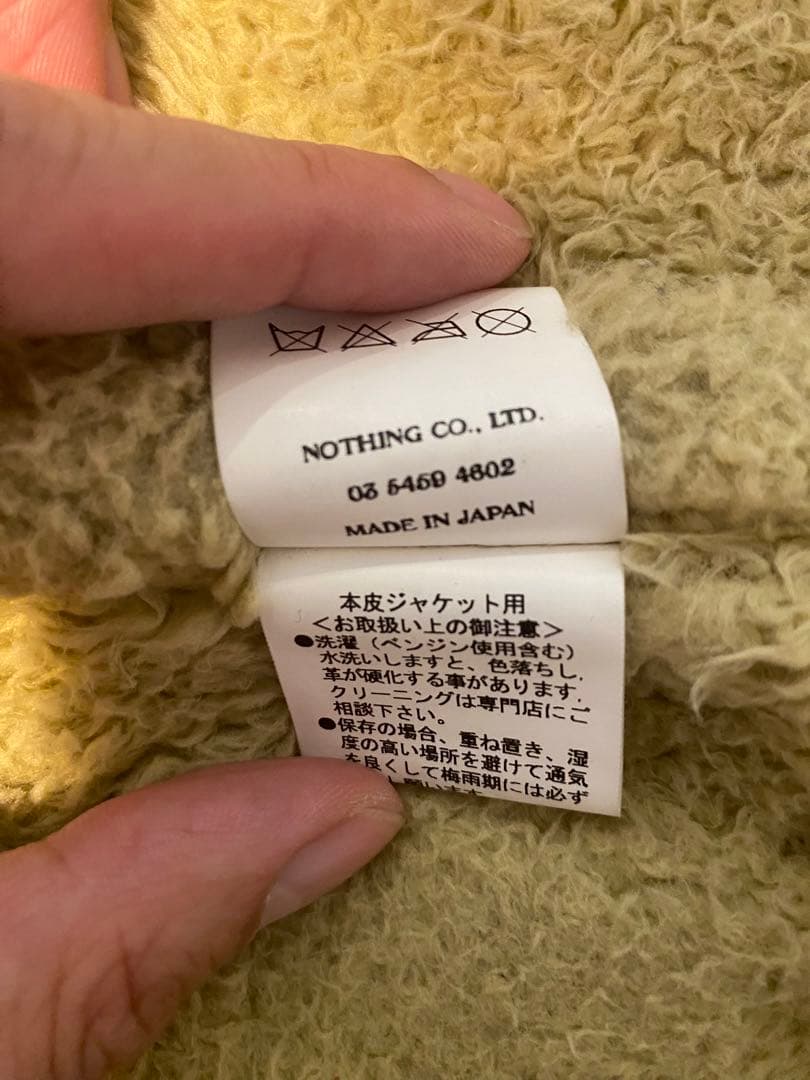 NOTHING CO., LTD.
03 5459 4602
MADE IN JAPAN
本皮ジャケット用
<お取扱い上の御注意>
●洗濯（ベンジン使用含む）
水洗いしますと、色落ちし、
革が硬化する事があります、
クリーニングは専門店にご
相談下さい。
●保存の場合、重ね置き、湿
度の高い場所を避けて通気
を良くして梅雨期には必ず
います